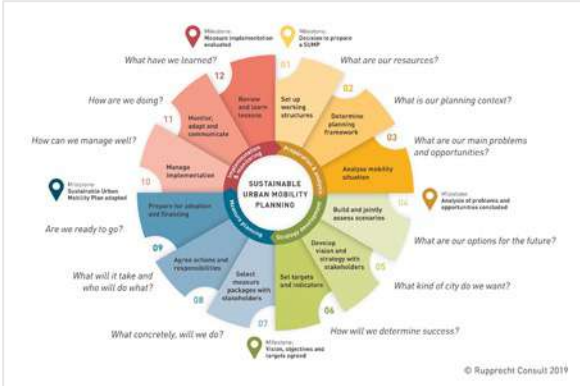 Milestone:
Measure implementation
evaluated
Milestone:
Decision to prepare
a SUMP
What have we learned?
What are our resources?
12
01
Review
and learn
lessons
Set up
working
structures
How are we doing?
02
What is our planning context?
11
Monitor,
adapt and
communicate
Determine
planning
framework
03
How can we manage well?
What are our main problems
and opportunities?
10
Manage
implementation
Analyse mobility
situation
Implementation
& monitoring
Preparation & analysis
SUSTAINABLE
URBAN MOBILITY
PLANNING
Measure planning
Strategy development
Milestone:
Sustainable Urban
Mobility Plan adopted
Milestone:
Analysis of problems and
opportunities concluded
Prepare for adoption
and financing
Build and jointly
assess scenarios
04
Are we ready to go?
09
What are our options for the future?
Agree actions and
responsibilities
Develop
vision and
strategy with
stakeholders
05
What will it take and
who will do what?
08
Select
measure
packages with
stakeholders
Set targets
and indicators
What kind of city do we want?
07
06
What concretely, will we do?
How will we determine success?
Milestone:
Vision, objectives and
targets agreed
© Rupprecht Consult 2019